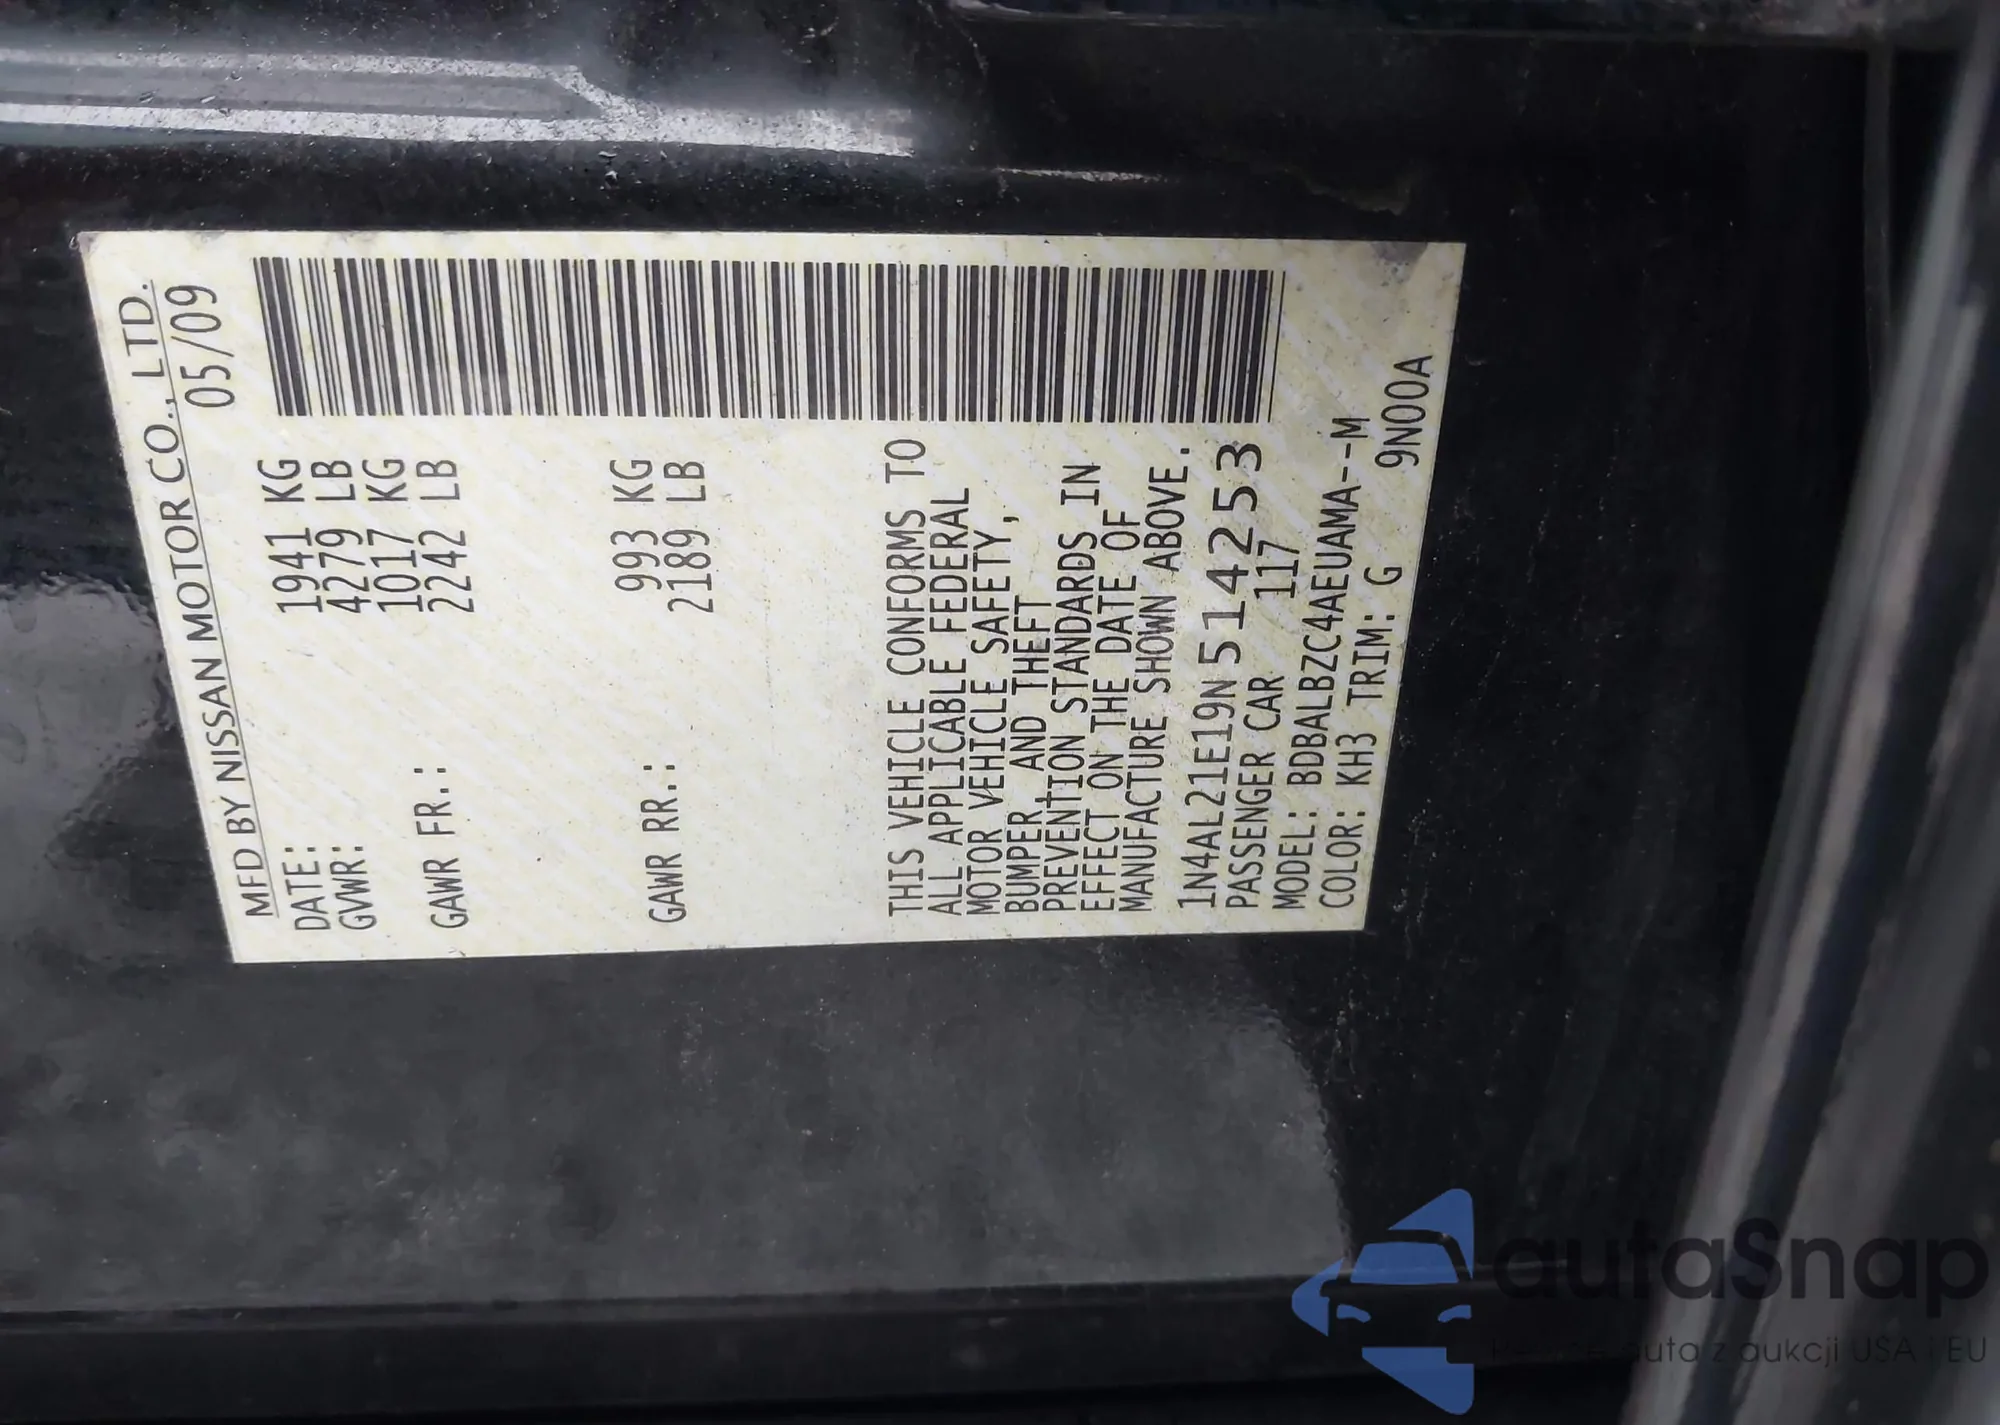 MFD BY NISSAN MOTOR CO., LTD.
DATE: 05/09
GVWR: 1941 KG
4279 LB
GAWR FR.: 1017 KG
2242 LB
GAWR RR.: 993 KG
2189 LB
THIS VEHICLE CONFORMS TO
ALL APPLICABLE FEDERAL
MOTOR VEHICLE SAFETY,
BUMPER, AND THEFT
PREVENTION STANDARDS IN
EFFECT ON THE DATE OF
MANUFACTURE SHOWN ABOVE.
1N4AL21E19N514253
PASSENGER CAR 117
MODEL: BDBALBZC4AEUAMA--M
COLOR: KH3 TRIM: G
9N00A
autaSnap
auta z aukcji USA i EU